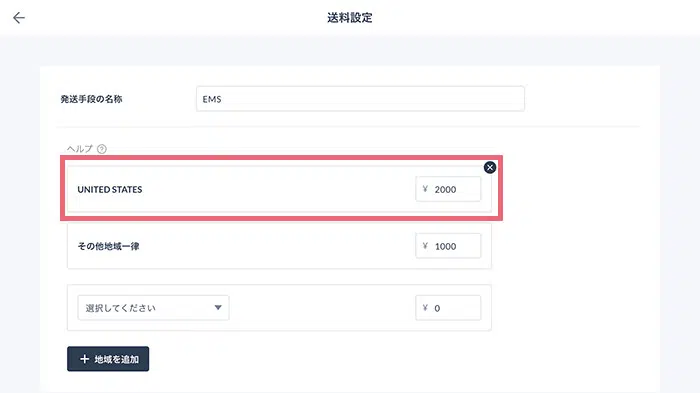 送料設定
発送手段の名称 EMS
ヘルプ ?
UNITED STATES ¥ 2000
その他地域一律 ¥ 1000
選択してください ¥ 0
+ 地域を追加